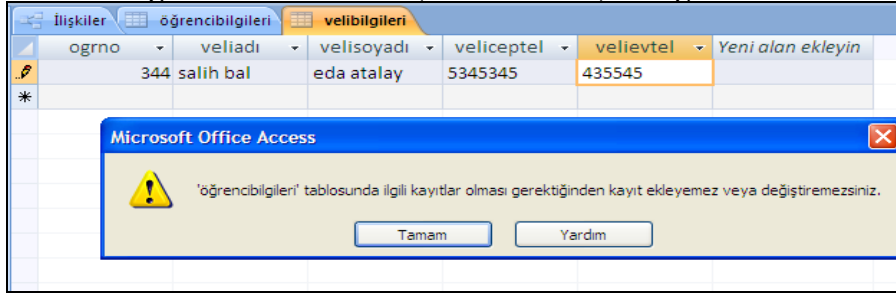 İlişkiler öğrencibilgileri velibilgileri
ogrno veliadı velisoyadı veliceptel velievtel Yeni alan ekleyin
344 salih bal eda atalay 5345345 435545
Microsoft Office Access
'öğrencibilgileri' tablosunda ilgili kayıtlar olması gerektiğinden kayıt ekleyemez veya değiştiremezsiniz.
Tamam Yardım